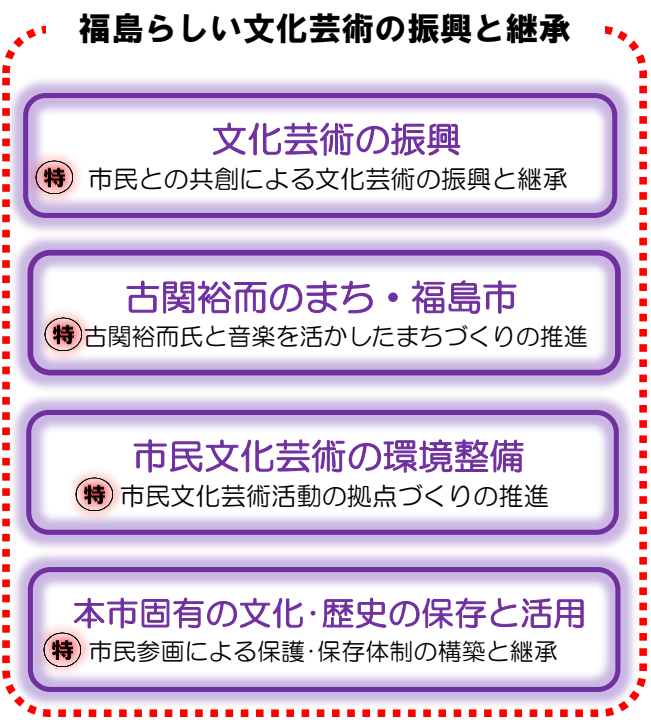 福島らしい文化芸術の振興と継承
文化芸術の振興
特 市民との共創による文化芸術の振興と継承
古関裕而のまち・福島市
特 古関裕而氏と音楽を活かしたまちづくりの推進
市民文化芸術の環境整備
特 市民文化芸術活動の拠点づくりの推進
本市固有の文化・歴史の保存と活用
特 市民参画による保護・保存体制の構築と継承